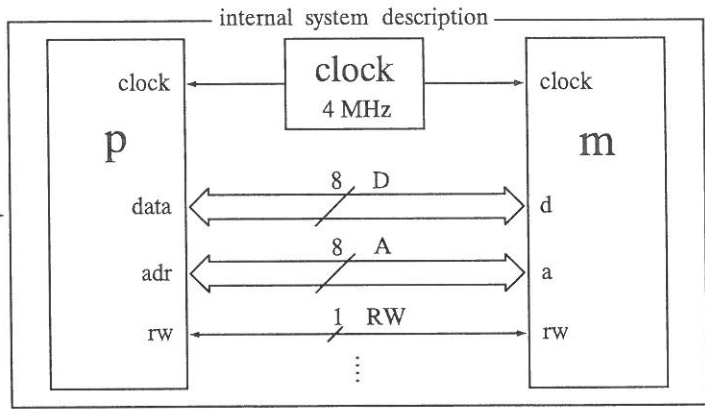 internal system description
clock
clock
clock
4 MHz
p
m
8 D
data
d
8 A
adr
a
1 RW
rw
rw